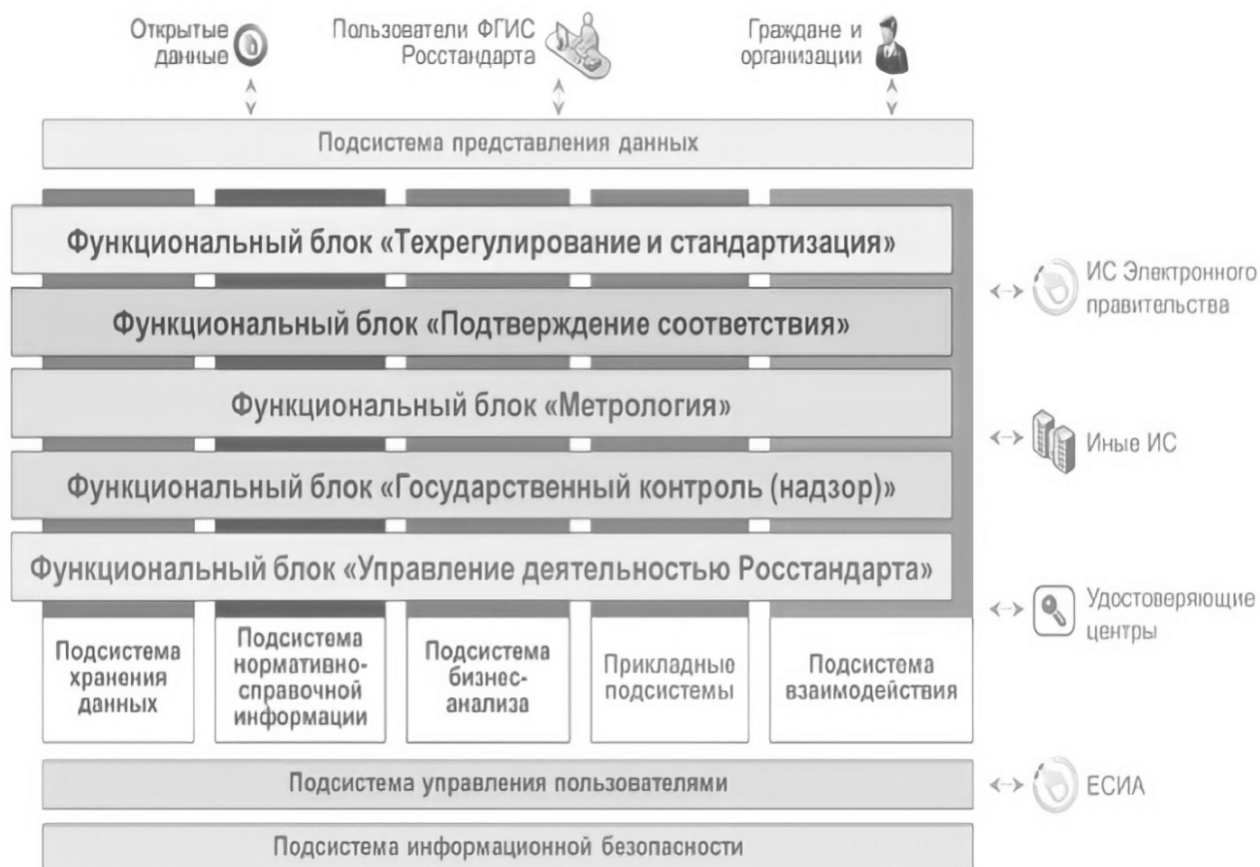 Открытые
данные
Пользователи ФГИС
Росстандарта
Граждане и
организации
Подсистема представления данных
Функциональный блок «Техрегулирование и стандартизация»
Функциональный блок «Подтверждение соответствия»
Функциональный блок «Метрология»
Функциональный блок «Государственный контроль (надзор)»
Функциональный блок «Управление деятельностью Росстандарта»
ИС Электронного
правительства
Иные ИС
Удостоверяющие
центры
Подсистема
хранения
данных
Подсистема
нормативно-
справочной
информации
Подсистема
бизнес-
анализа
Прикладные
подсистемы
Подсистема
взаимодействия
Подсистема управления пользователями
ЕСИА
Подсистема информационной безопасности